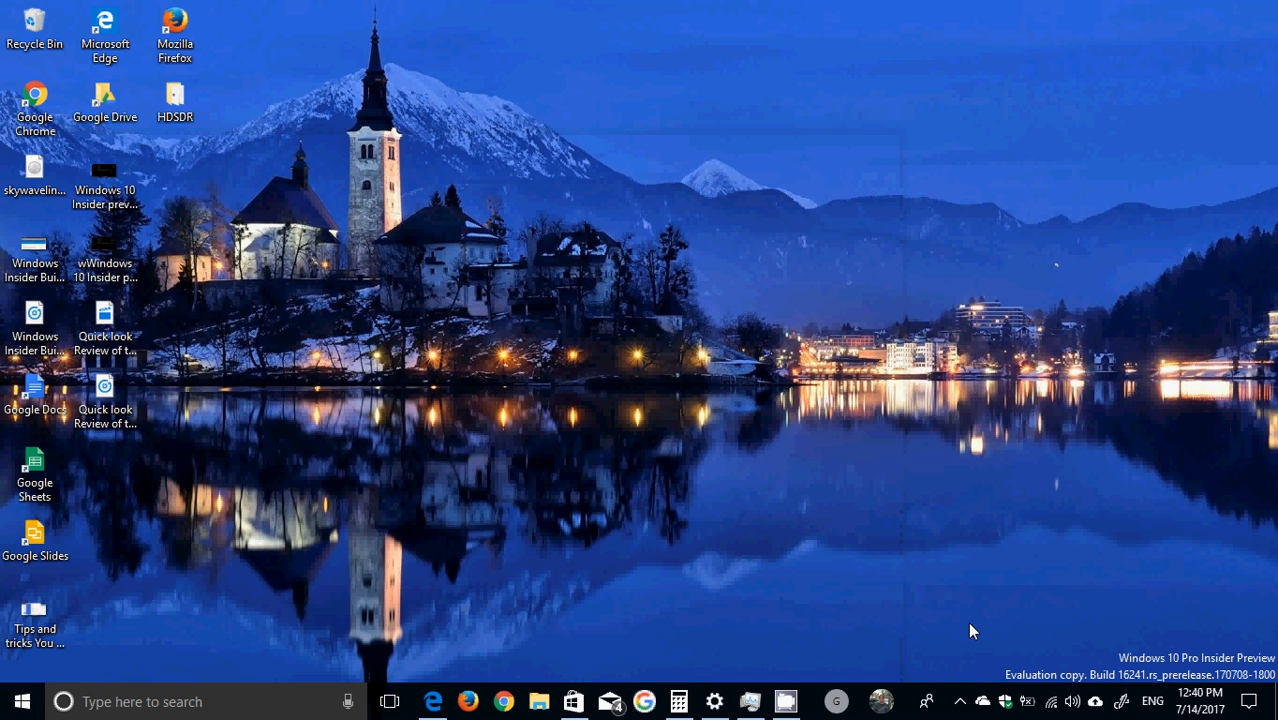 Recycle Bin
Microsoft
Edge
Mozilla
Firefox
Google
Chrome
Google Drive
HDSDR
skywavelin...
Windows 10
Insider prev...
Windows
Insider Bui...
wWindows
10 Insider p...
Windows
Insider Bui...
Quick look
Review of t...
Google Docs
Quick look
Review of t...
Google
Sheets
Google Slides
Tips and
tricks You ...
Windows 10 Pro Insider Preview
Evaluation copy. Build 16241.rs_prerelease.170708-1800
Type here to search
4
G
G
ENG
12:40 PM
7/14/2017